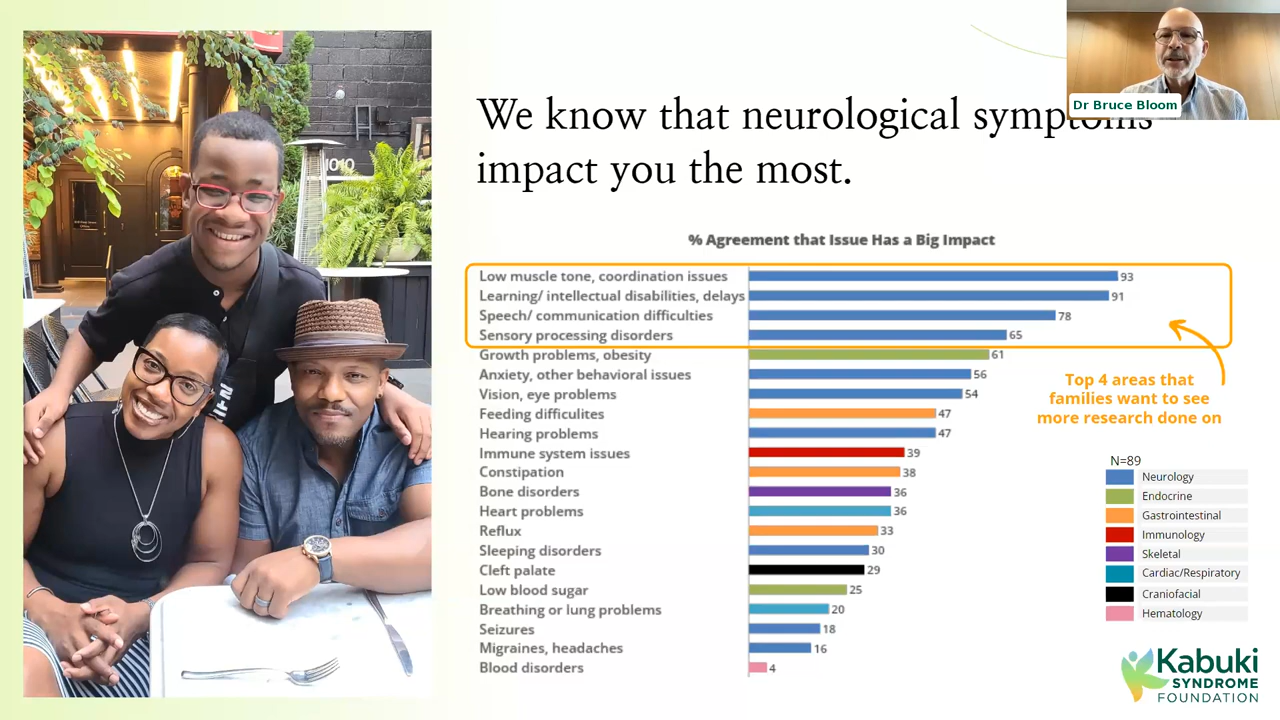 We know that neurological symptoms
impact you the most.
Dr Bruce Bloom
1010
% Agreement that Issue Has a Big Impact
Low muscle tone, coordination issues 93
Learning/ intellectual disabilities, delays 91
Speech/ communication difficulties 78
Sensory processing disorders 65
Growth problems, obesity 61
Anxiety, other behavioral issues 56
Vision, eye problems 54
Feeding difficulites 47
Hearing problems 47
Immune system issues 39
Constipation 38
Bone disorders 36
Heart problems 36
Reflux 33
Sleeping disorders 30
Cleft palate 29
Low blood sugar 25
Breathing or lung problems 20
Seizures 18
Migraines, headaches 16
Blood disorders 4
Top 4 areas that
families want to see
more research done on
N=89
Neurology
Endocrine
Gastrointestinal
Immunology
Skeletal
Cardiac/Respiratory
Craniofacial
Hematology
Kabuki
SYNDROME
FOUNDATION